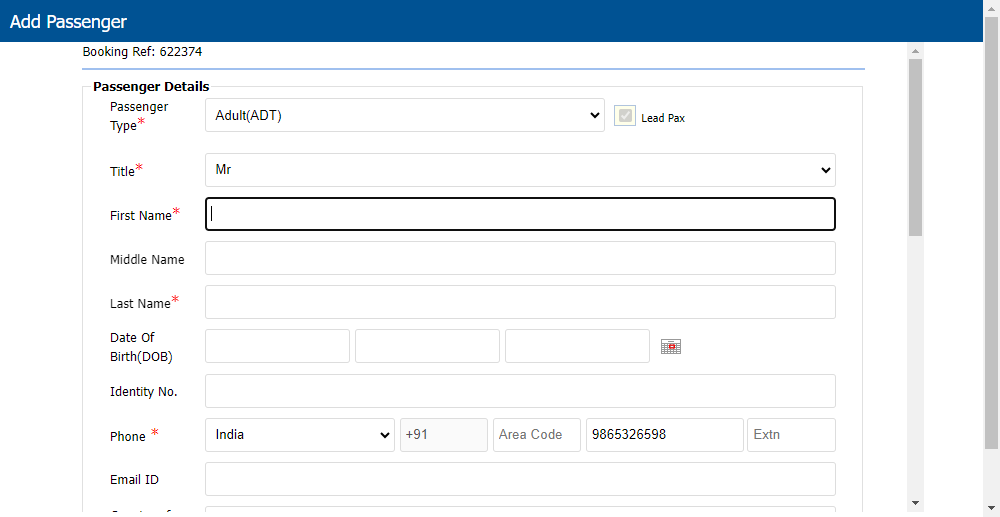 Add Passenger
Booking Ref: 622374
Passenger Details
Passenger Type* Adult(ADT) Lead Pax
Title* Mr
First Name*
Middle Name
Last Name*
Date Of Birth(DOB)
Identity No.
Phone * India +91 Area Code 9865326598 Extn
Email ID